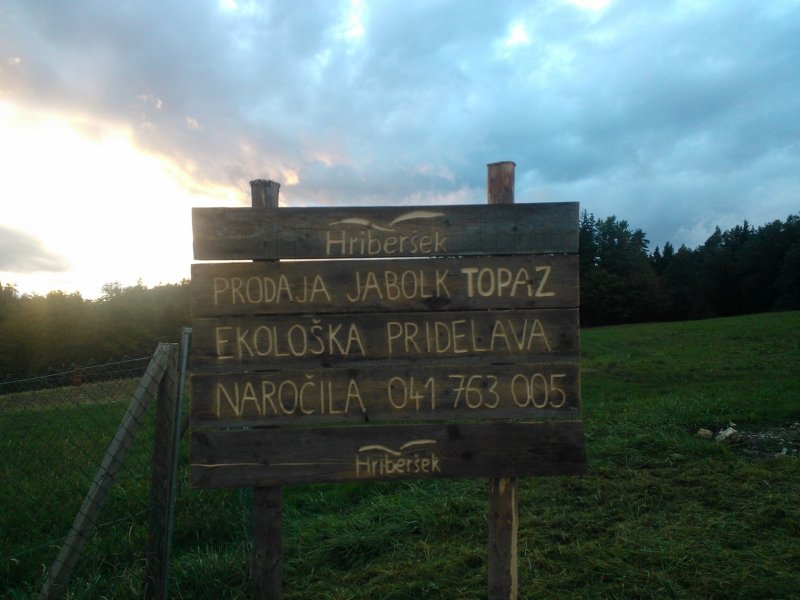 Hriberšek
PRODAJA JABOLK TOPAZ
EKOLOŠKA PRIDELAVA
NAROČILA 041 763 005
Hriberšek